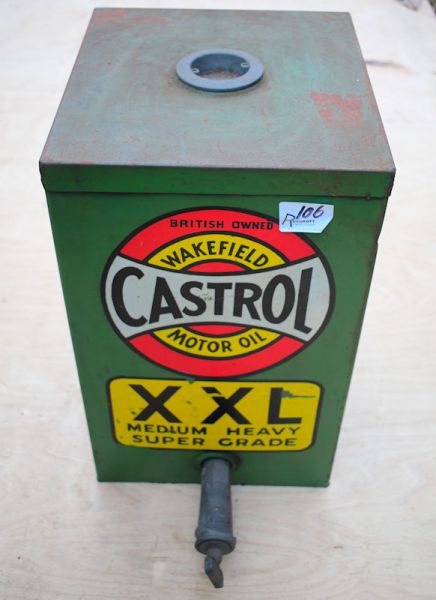 106
BRITISH OWNED
WAKEFIELD
CASTROL
MOTOR OIL
XXL
MEDIUM HEAVY
SUPER GRADE